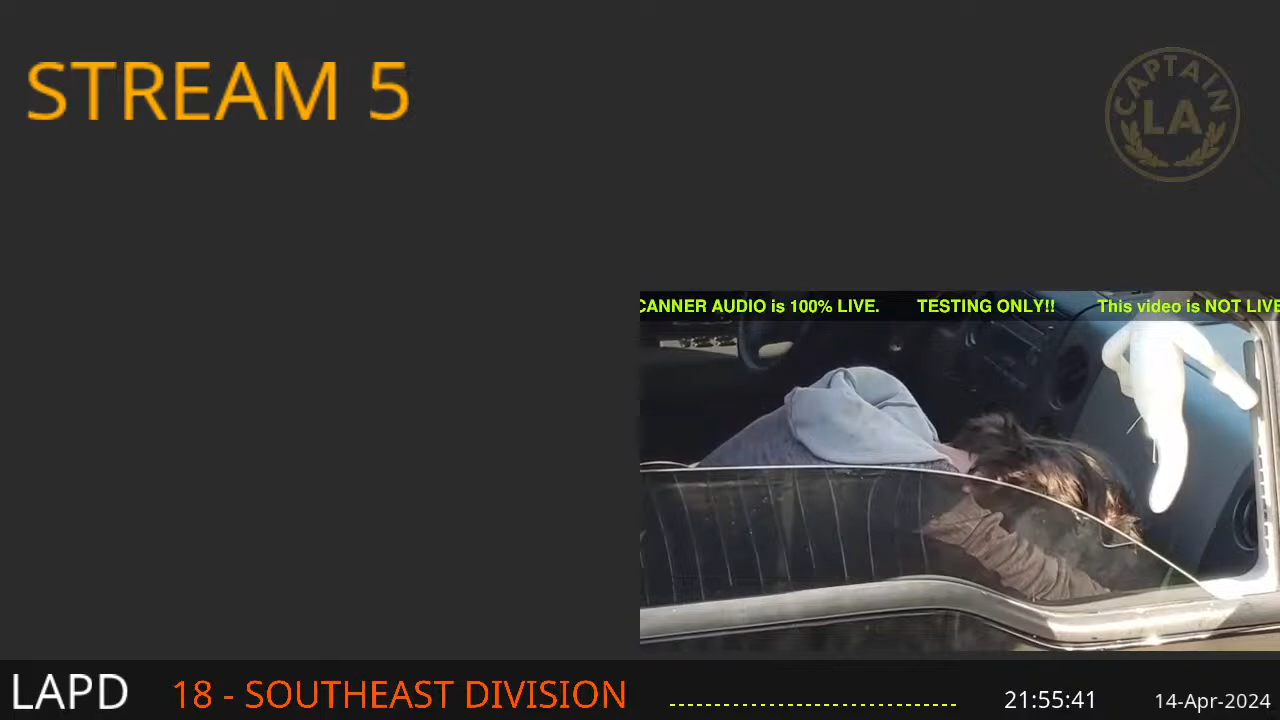 STREAM 5
CAPTAIN
LA
CANNER AUDIO is 100% LIVE. TESTING ONLY!! This video is NOT LIVE
LAPD 18 - SOUTHEAST DIVISION 21:55:41 14-Apr-2024